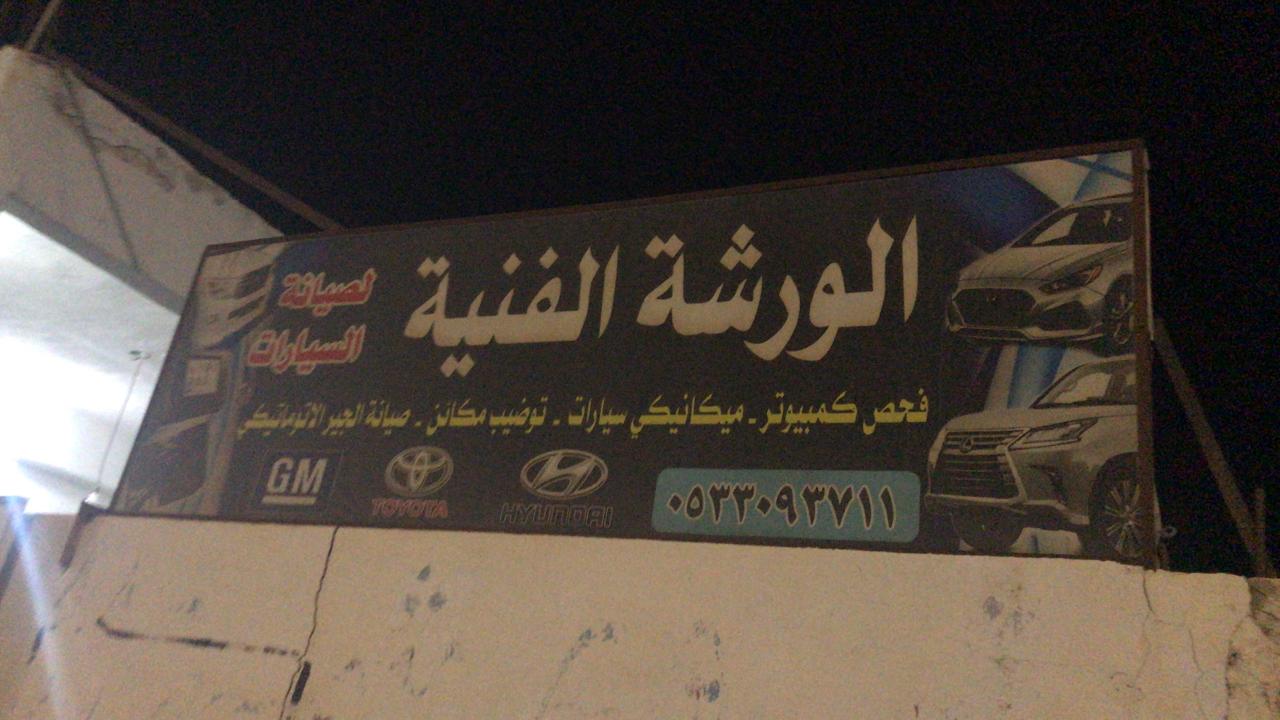 الورشة الفنية
لصيانة
السيارات
فحص كمبيوتر - ميكانيكي سيارات - توضيب مكائن - صيانة الجير الاتوماتيكي
GM
TOYOTA
HYUNDAI
٠٥٣٣٠٩٣٧١١